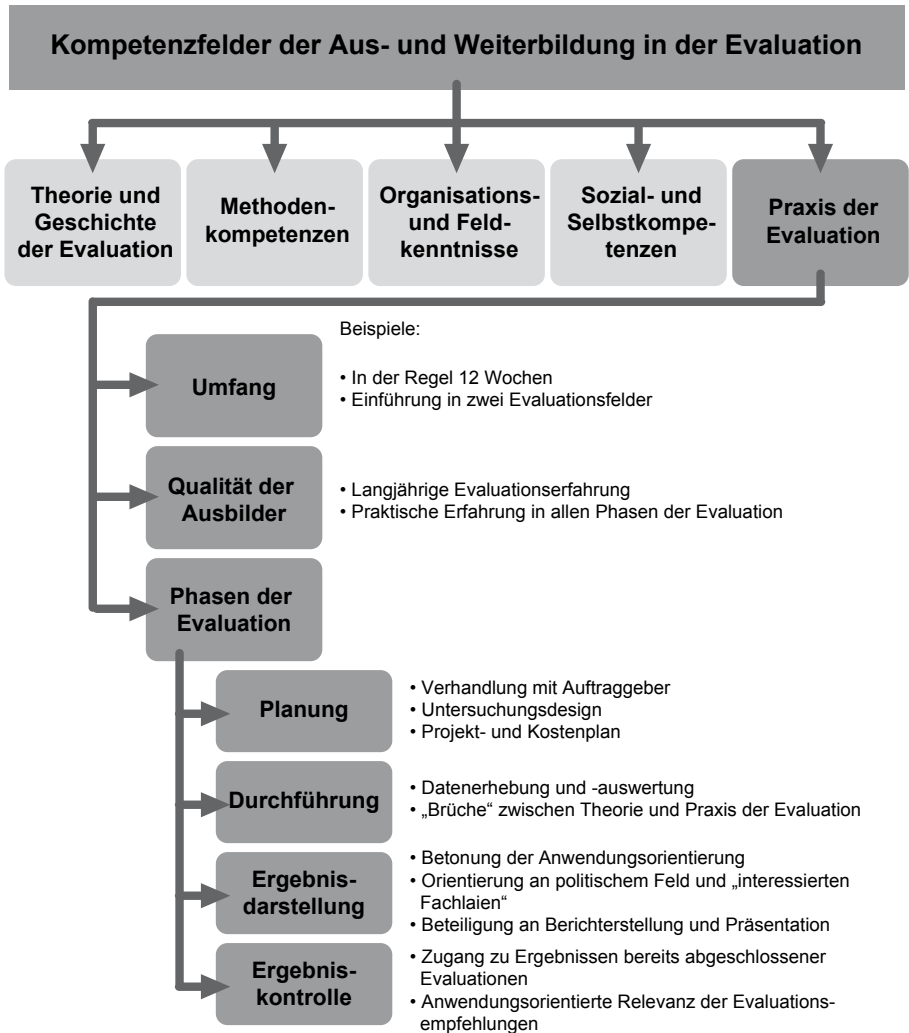 Kompetenzfelder der Aus- und Weiterbildung in der Evaluation
Theorie und
Geschichte
der Evaluation
Methoden-
kompetenzen
Organisations-
und Feld-
kenntnisse
Sozial- und
Selbstkompe-
tenzen
Praxis der
Evaluation
Beispiele:
Umfang
• In der Regel 12 Wochen
• Einführung in zwei Evaluationsfelder
Qualität der
Ausbilder
• Langjährige Evaluationserfahrung
• Praktische Erfahrung in allen Phasen der Evaluation
Phasen der
Evaluation
Planung
• Verhandlung mit Auftraggeber
• Untersuchungsdesign
• Projekt- und Kostenplan
Durchführung
• Datenerhebung und -auswertung
• „Brüche“ zwischen Theorie und Praxis der Evaluation
Ergebnis-
darstellung
• Betonung der Anwendungsorientierung
• Orientierung an politischem Feld und „interessierten
Fachlaien“
• Beteiligung an Berichterstellung und Präsentation
Ergebnis-
kontrolle
• Zugang zu Ergebnissen bereits abgeschlossener
Evaluationen
• Anwendungsorientierte Relevanz der Evaluations-
empfehlungen